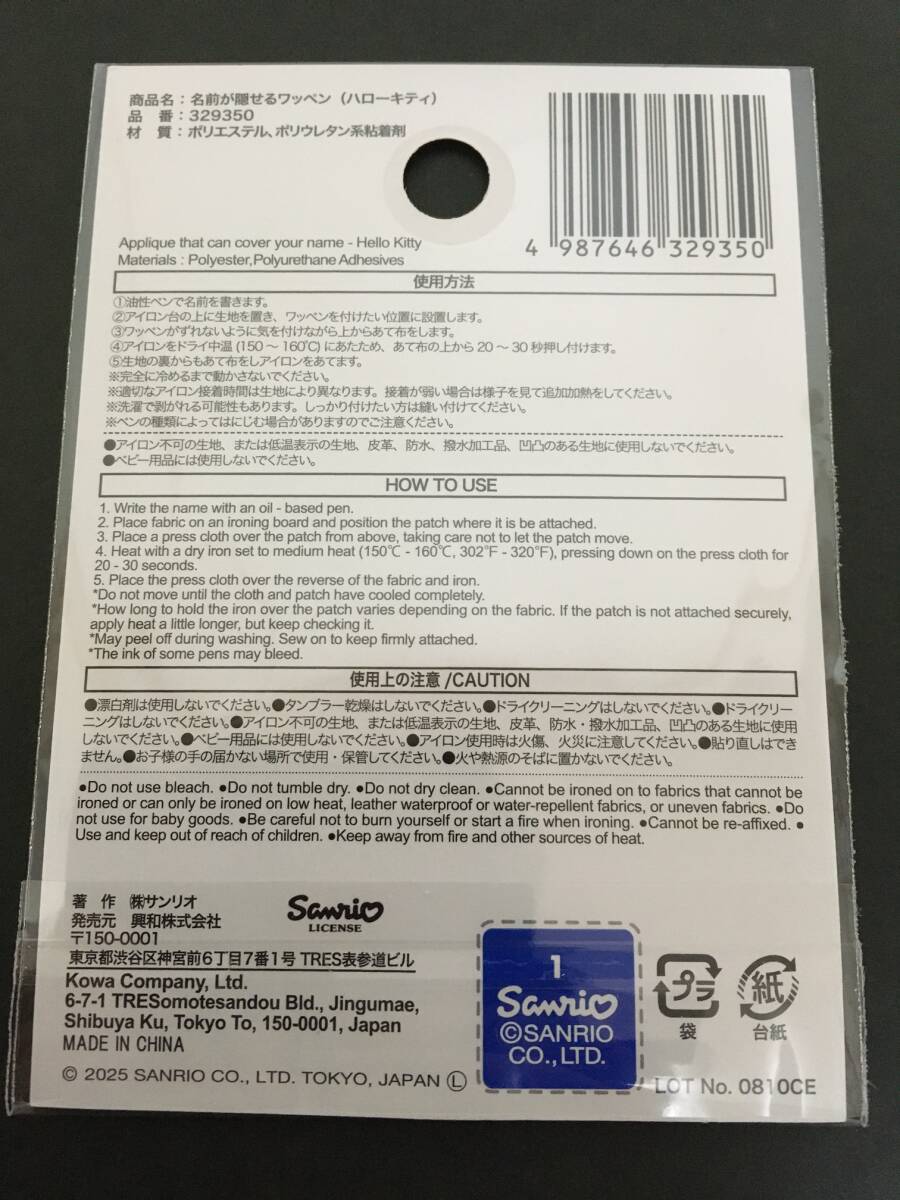 商品名：名前が隠せるワッペン（ハローキティ）
品　番：329350
材　質：ポリエステル、ポリウレタン系粘着剤
4 987646 329350
Applique that can cover your name - Hello Kitty
Materials : Polyester,Polyurethane Adhesives
使用方法
①油性ペンで名前を書きます。
②アイロン台の上に生地を置き、ワッペンを付けたい位置に設置します。
③ワッペンがずれないように気を付けながら上からあて布をします。
④アイロンをドライ中温(150～160℃)にあたため、あて布の上から20～30秒押し付けます。
⑤生地の裏からもあて布をしアイロンをあてます。
※完全に冷めるまで動かさないでください。
※適切なアイロン接着時間は生地により異なります。接着が弱い場合は様子を見て追加加熱をしてください。
※洗濯で剥がれる可能性もあります。しっかり付けたい方は縫い付けてください。
※ペンの種類によってはにじむ場合がありますのでご注意ください。
●アイロン不可の生地、または低温表示の生地、皮革、防水、撥水加工品、凹凸のある生地に使用しないでください。
●ベビー用品には使用しないでください。
HOW TO USE
1. Write the name with an oil - based pen.
2. Place fabric on an ironing board and position the patch where it is be attached.
3. Place a press cloth over the patch from above, taking care not to let the patch move.
4. Heat with a dry iron set to medium heat (150℃ - 160℃, 302℉ - 320℉), pressing down on the press cloth for
20 - 30 seconds.
5. Place the press cloth over the reverse of the fabric and iron.
*Do not move until the cloth and patch have cooled completely.
*How long to hold the iron over the patch varies depending on the fabric. If the patch is not attached securely,
apply heat a little longer, but keep checking it.
*May peel off during washing. Sew on to keep firmly attached.
*The ink of some pens may bleed.
使用上の注意 /CAUTION
●漂白剤は使用しないでください。●タンブラー乾燥はしないでください。●ドライクリーニングはしないでください。●ドライクリー
ニングはしないでください。●アイロン不可の生地、または低温表示の生地、皮革、防水・撥水加工品、凹凸のある生地に使用
しないでください。●ベビー用品には使用しないでください。●アイロン使用時は火傷、火災に注意してください。●貼り直しはでき
ません。●お子様の手の届かない場所で使用・保管してください。●火や熱源のそばに置かないでください。
●Do not use bleach. ●Do not tumble dry. ●Do not dry clean. ●Cannot be ironed on to fabrics that cannot be
ironed or can only be ironed on low heat, leather waterproof or water-repellent fabrics, or uneven fabrics. ●Do
not use for baby goods. ●Be careful not to burn yourself or start a fire when ironing. ●Cannot be re-affixed. ●
Use and keep out of reach of children. ●Keep away from fire and other sources of heat.
著　作　㈱サンリオ
発売元　興和株式会社
〒150-0001
東京都渋谷区神宮前6丁目7番1号 TRES表参道ビル
Kowa Company, Ltd.
6-7-1 TRESomotesandou Bld., Jingumae,
Shibuya Ku, Tokyo To, 150-0001, Japan
MADE IN CHINA
© 2025 SANRIO CO., LTD. TOKYO, JAPAN Ⓛ
Sanrio
LICENSE
1
Sanrio
©SANRIO
CO.,LTD.
プラ
袋
紙
台紙
LOT No. 0810CE